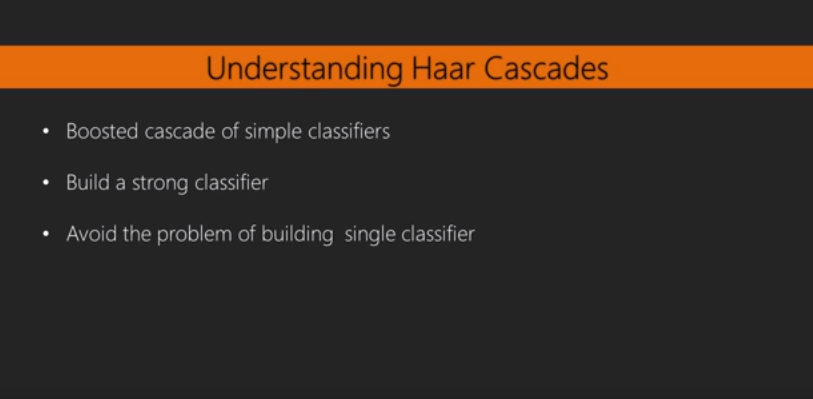 Understanding Haar Cascades
• Boosted cascade of simple classifiers
• Build a strong classifier
• Avoid the problem of building  single classifier